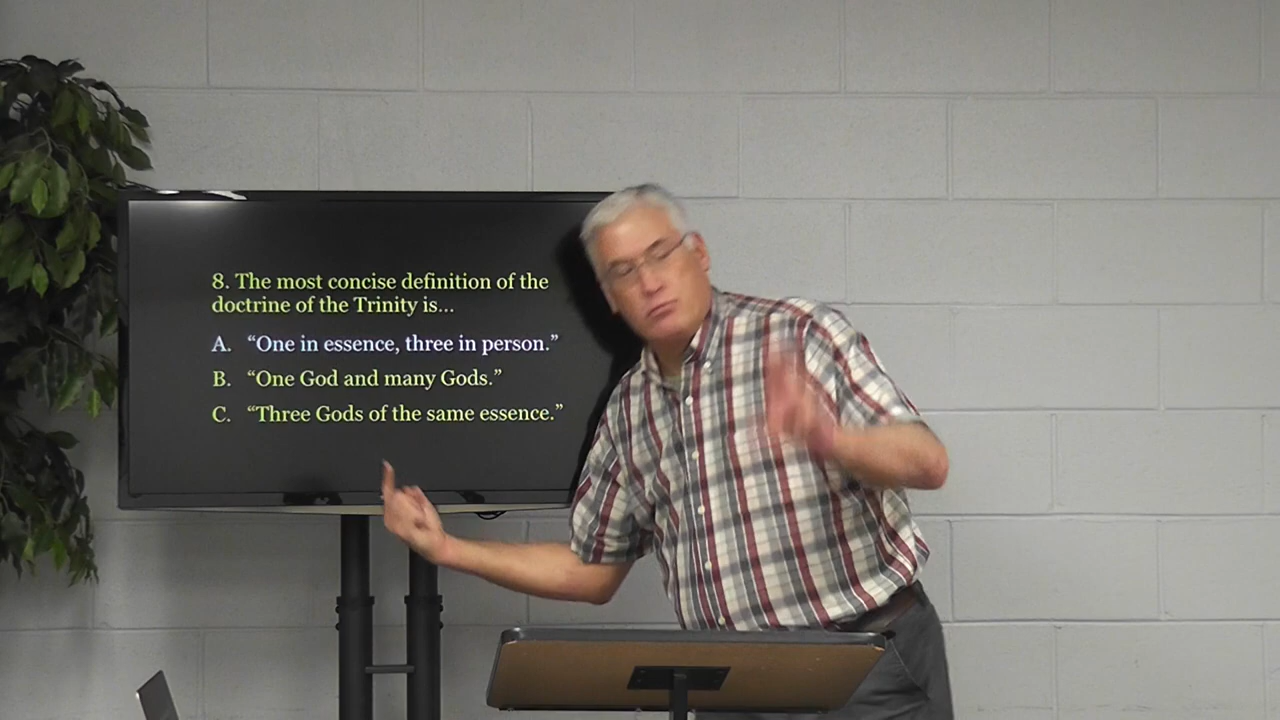 8. The most concise definition of the
doctrine of the Trinity is...
A. “One in essence, three in person.”
B. “One God and many Gods.”
C. “Three Gods of the same essence.”